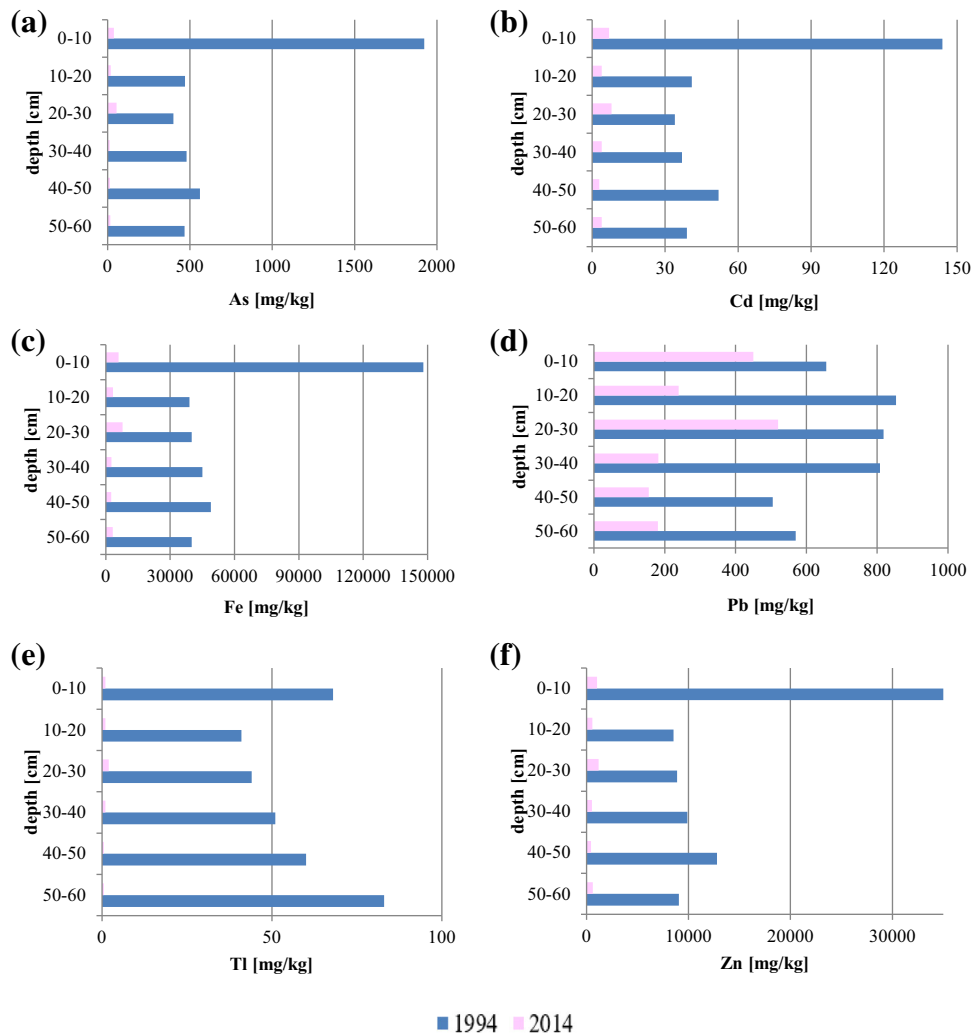 (a)
depth [cm]
0-10
10-20
20-30
30-40
40-50
50-60
0 500 1000 1500 2000
As [mg/kg]
(b)
depth [cm]
0-10
10-20
20-30
30-40
40-50
50-60
0 30 60 90 120 150
Cd [mg/kg]
(c)
depth [cm]
0-10
10-20
20-30
30-40
40-50
50-60
0 30000 60000 90000 120000 150000
Fe [mg/kg]
(d)
depth [cm]
0-10
10-20
20-30
30-40
40-50
50-60
0 200 400 600 800 1000
Pb [mg/kg]
(e)
depth [cm]
0-10
10-20
20-30
30-40
40-50
50-60
0 50 100
Tl [mg/kg]
(f)
depth [cm]
0-10
10-20
20-30
30-40
40-50
50-60
0 10000 20000 30000
Zn [mg/kg]
1994 2014